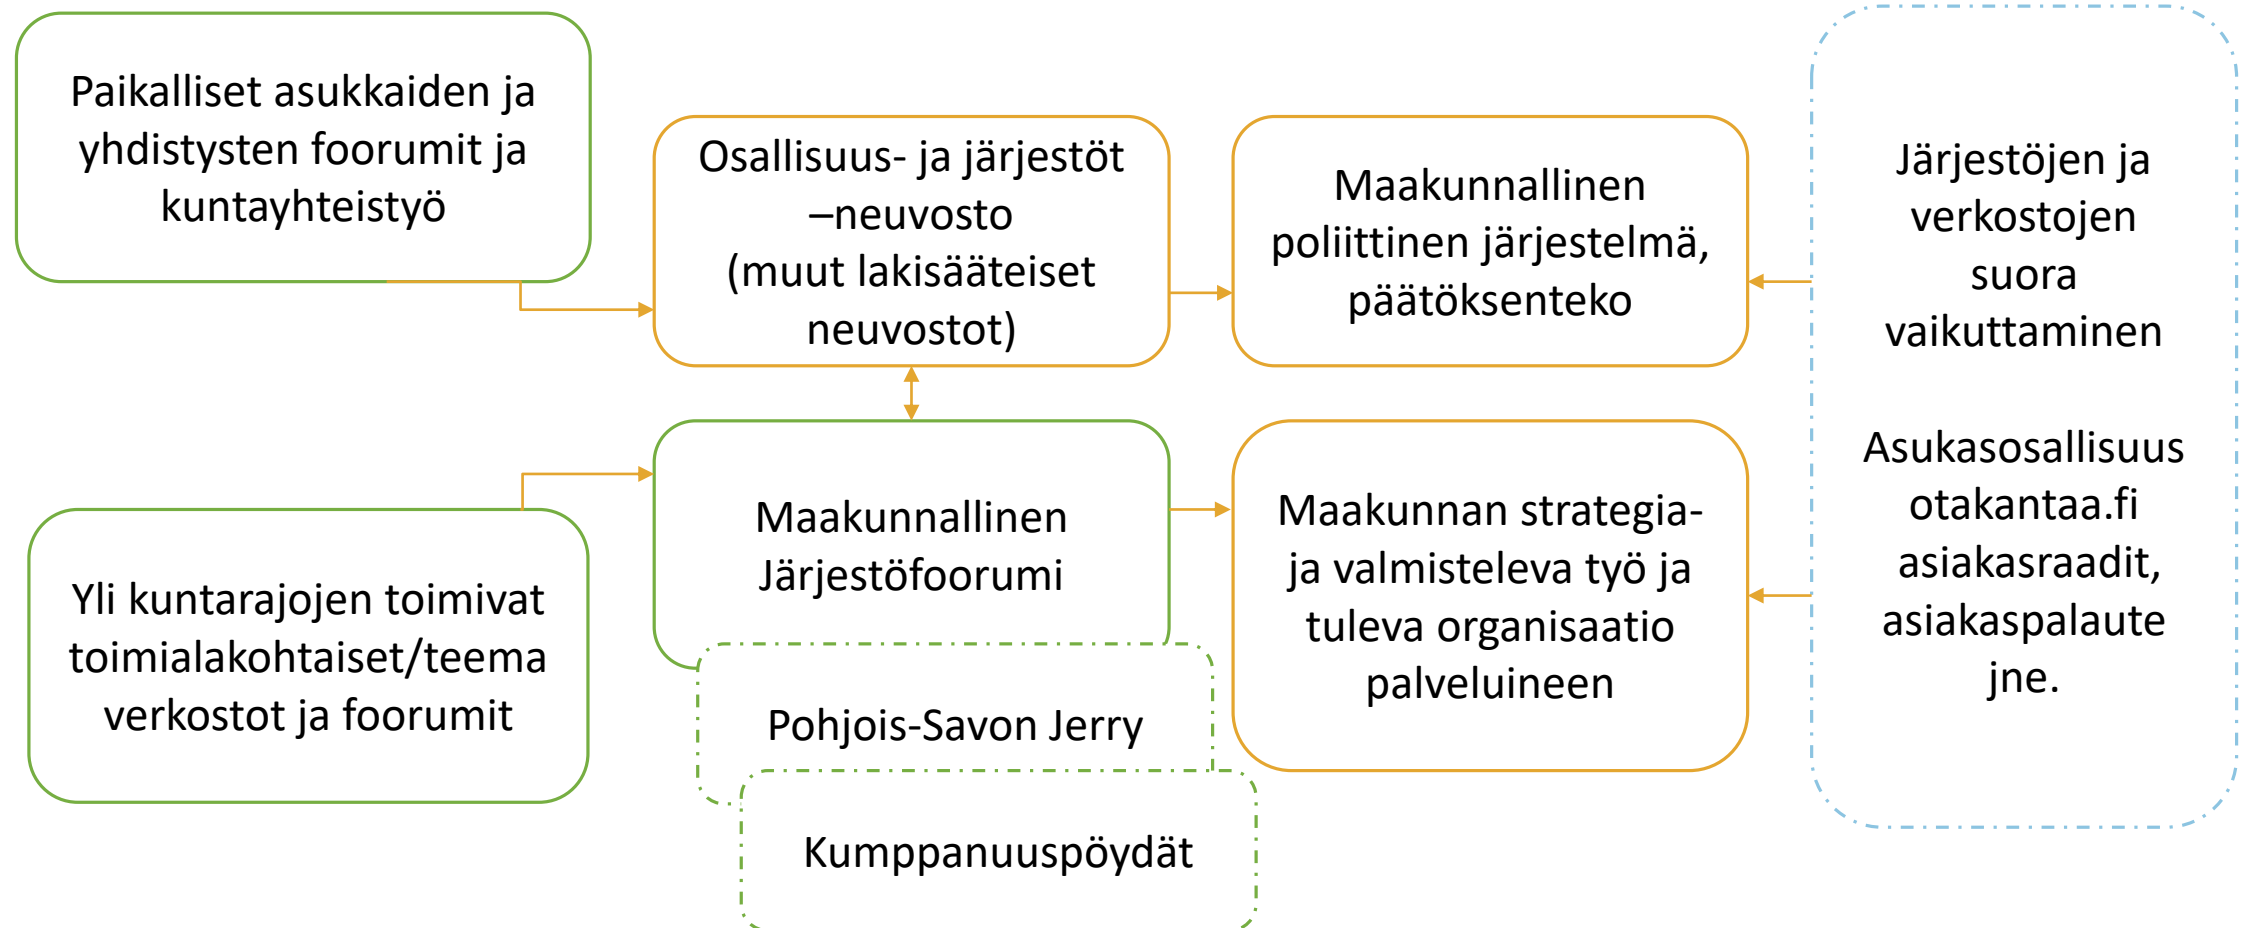 Paikalliset asukkaiden ja
yhdistysten foorumit ja
kuntayhteistyö
Osallisuus- ja järjestöt
–neuvosto
(muut lakisääteiset
neuvostot)
Maakunnallinen
poliittinen järjestelmä,
päätöksenteko
Järjestöjen ja
verkostojen
suora
vaikuttaminen
Asukasosallisuus
otakantaa.fi
asiakasraadit,
asiakaspalaute
jne.
Yli kuntarajojen toimivat
toimialakohtaiset/teema
verkostot ja foorumit
Maakunnallinen
Järjestöfoorumi
Maakunnan strategia-
ja valmisteleva työ ja
tuleva organisaatio
palveluineen
Pohjois-Savon Jerry
Kumppanuuspöydät